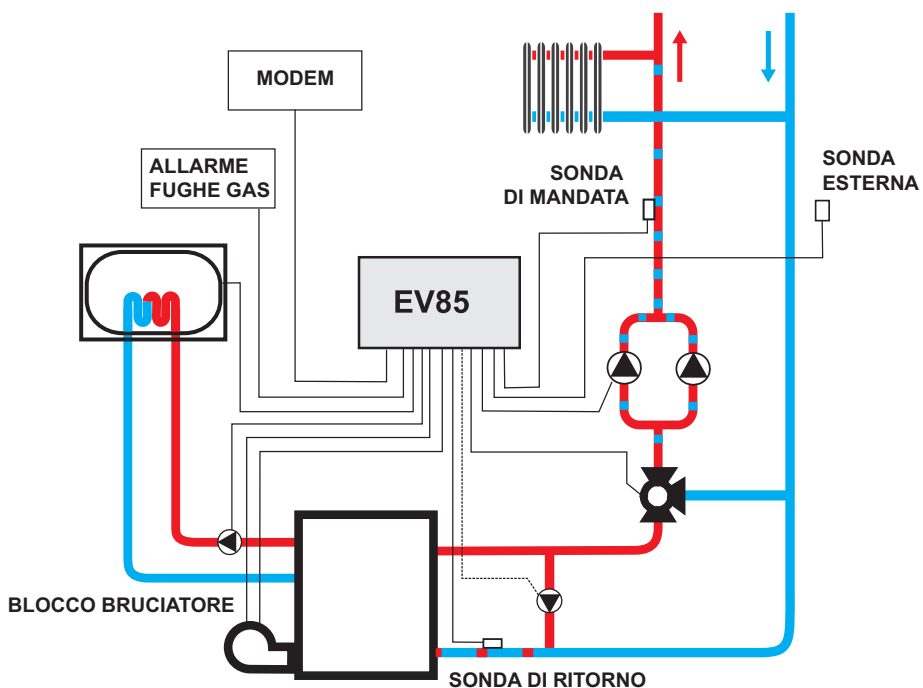 MODEM
ALLARME
FUGHE GAS
SONDA
DI MANDATA
SONDA
ESTERNA
EV85
BLOCCO BRUCIATORE
SONDA DI RITORNO